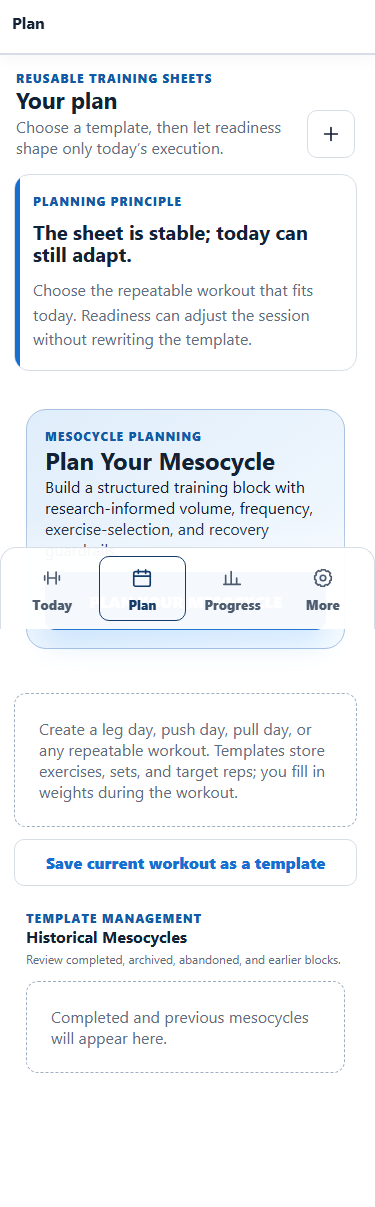 Plan
REUSABLE TRAINING SHEETS
Your plan
Choose a template, then let readiness
shape only today's execution.
PLANNING PRINCIPLE
The sheet is stable; today can
still adapt.
Choose the repeatable workout that fits
today. Readiness can adjust the session
without rewriting the template.
MESOCYCLE PLANNING
Plan Your Mesocycle
Build a structured training block with
research-informed volume, frequency,
exercise-selection, and recovery
guardrails.
Today
Plan
Progress
More
Create a leg day, push day, pull day, or
any repeatable workout. Templates store
exercises, sets, and target reps; you fill in
weights during the workout.
Save current workout as a template
TEMPLATE MANAGEMENT
Historical Mesocycles
Review completed, archived, abandoned, and earlier blocks.
Completed and previous mesocycles
will appear here.